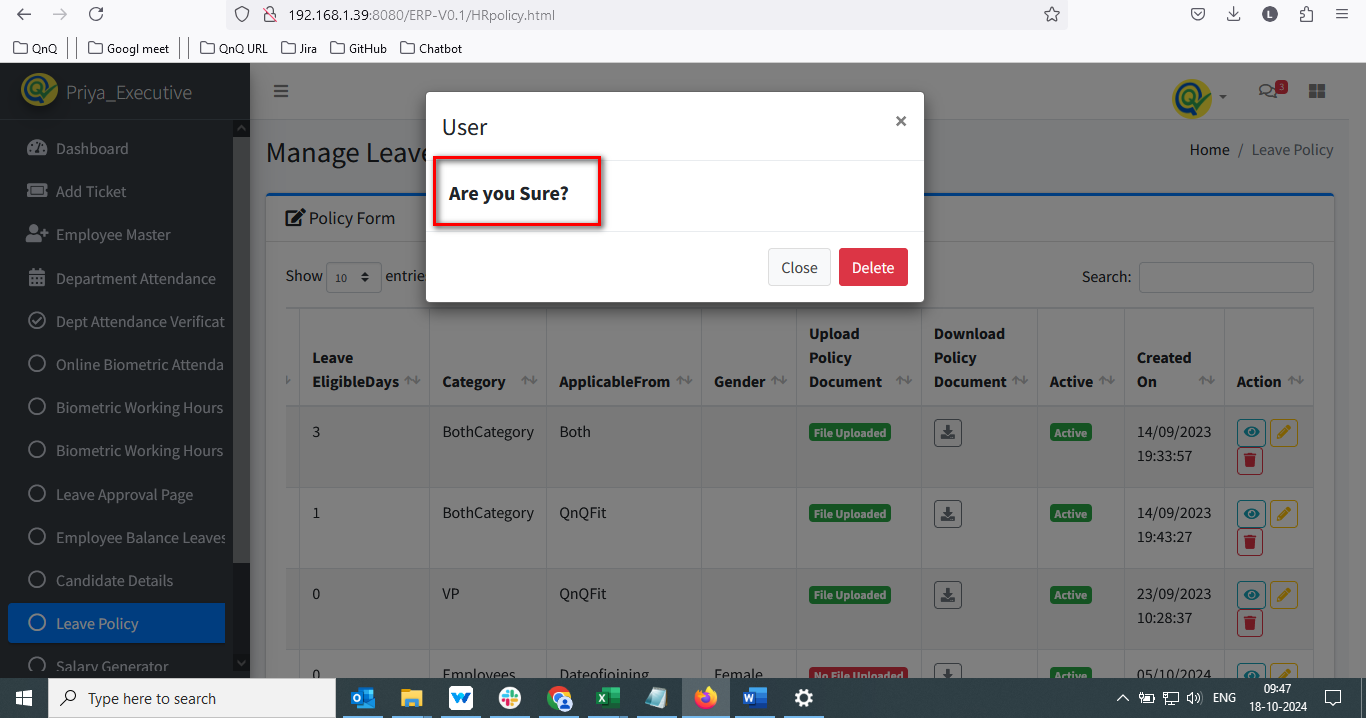 192.168.1.39:8080/ERP-V0.1/HRpolicy.html
L
QnQ
Googl meet
QnQ URL
Jira
GitHub
Chatbot
Priya_Executive
Dashboard
Add Ticket
Employee Master
Department Attendance
Dept Attendance Verificat
Online Biometric Attenda
Biometric Working Hours
Biometric Working Hours
Leave Approval Page
Employee Balance Leaves
Candidate Details
Leave Policy
Salary Generator
3
Manage Leave
Home / Leave Policy
User
×
Are you Sure?
Close
Delete
Policy Form
Show 10 entrie
Search:
Leave EligibleDays
Category
ApplicableFrom
Gender
Upload Policy Document
Download Policy Document
Active
Created On
Action
3 BothCategory Both File Uploaded Active 14/09/2023 19:33:57
1 BothCategory QnQFit File Uploaded Active 14/09/2023 19:43:27
0 VP QnQFit File Uploaded Active 23/09/2023 10:28:37
0 Employees Dateofjoining Female No File Uploaded Active 05/10/2024
Type here to search
ENG
09:47
18-10-2024